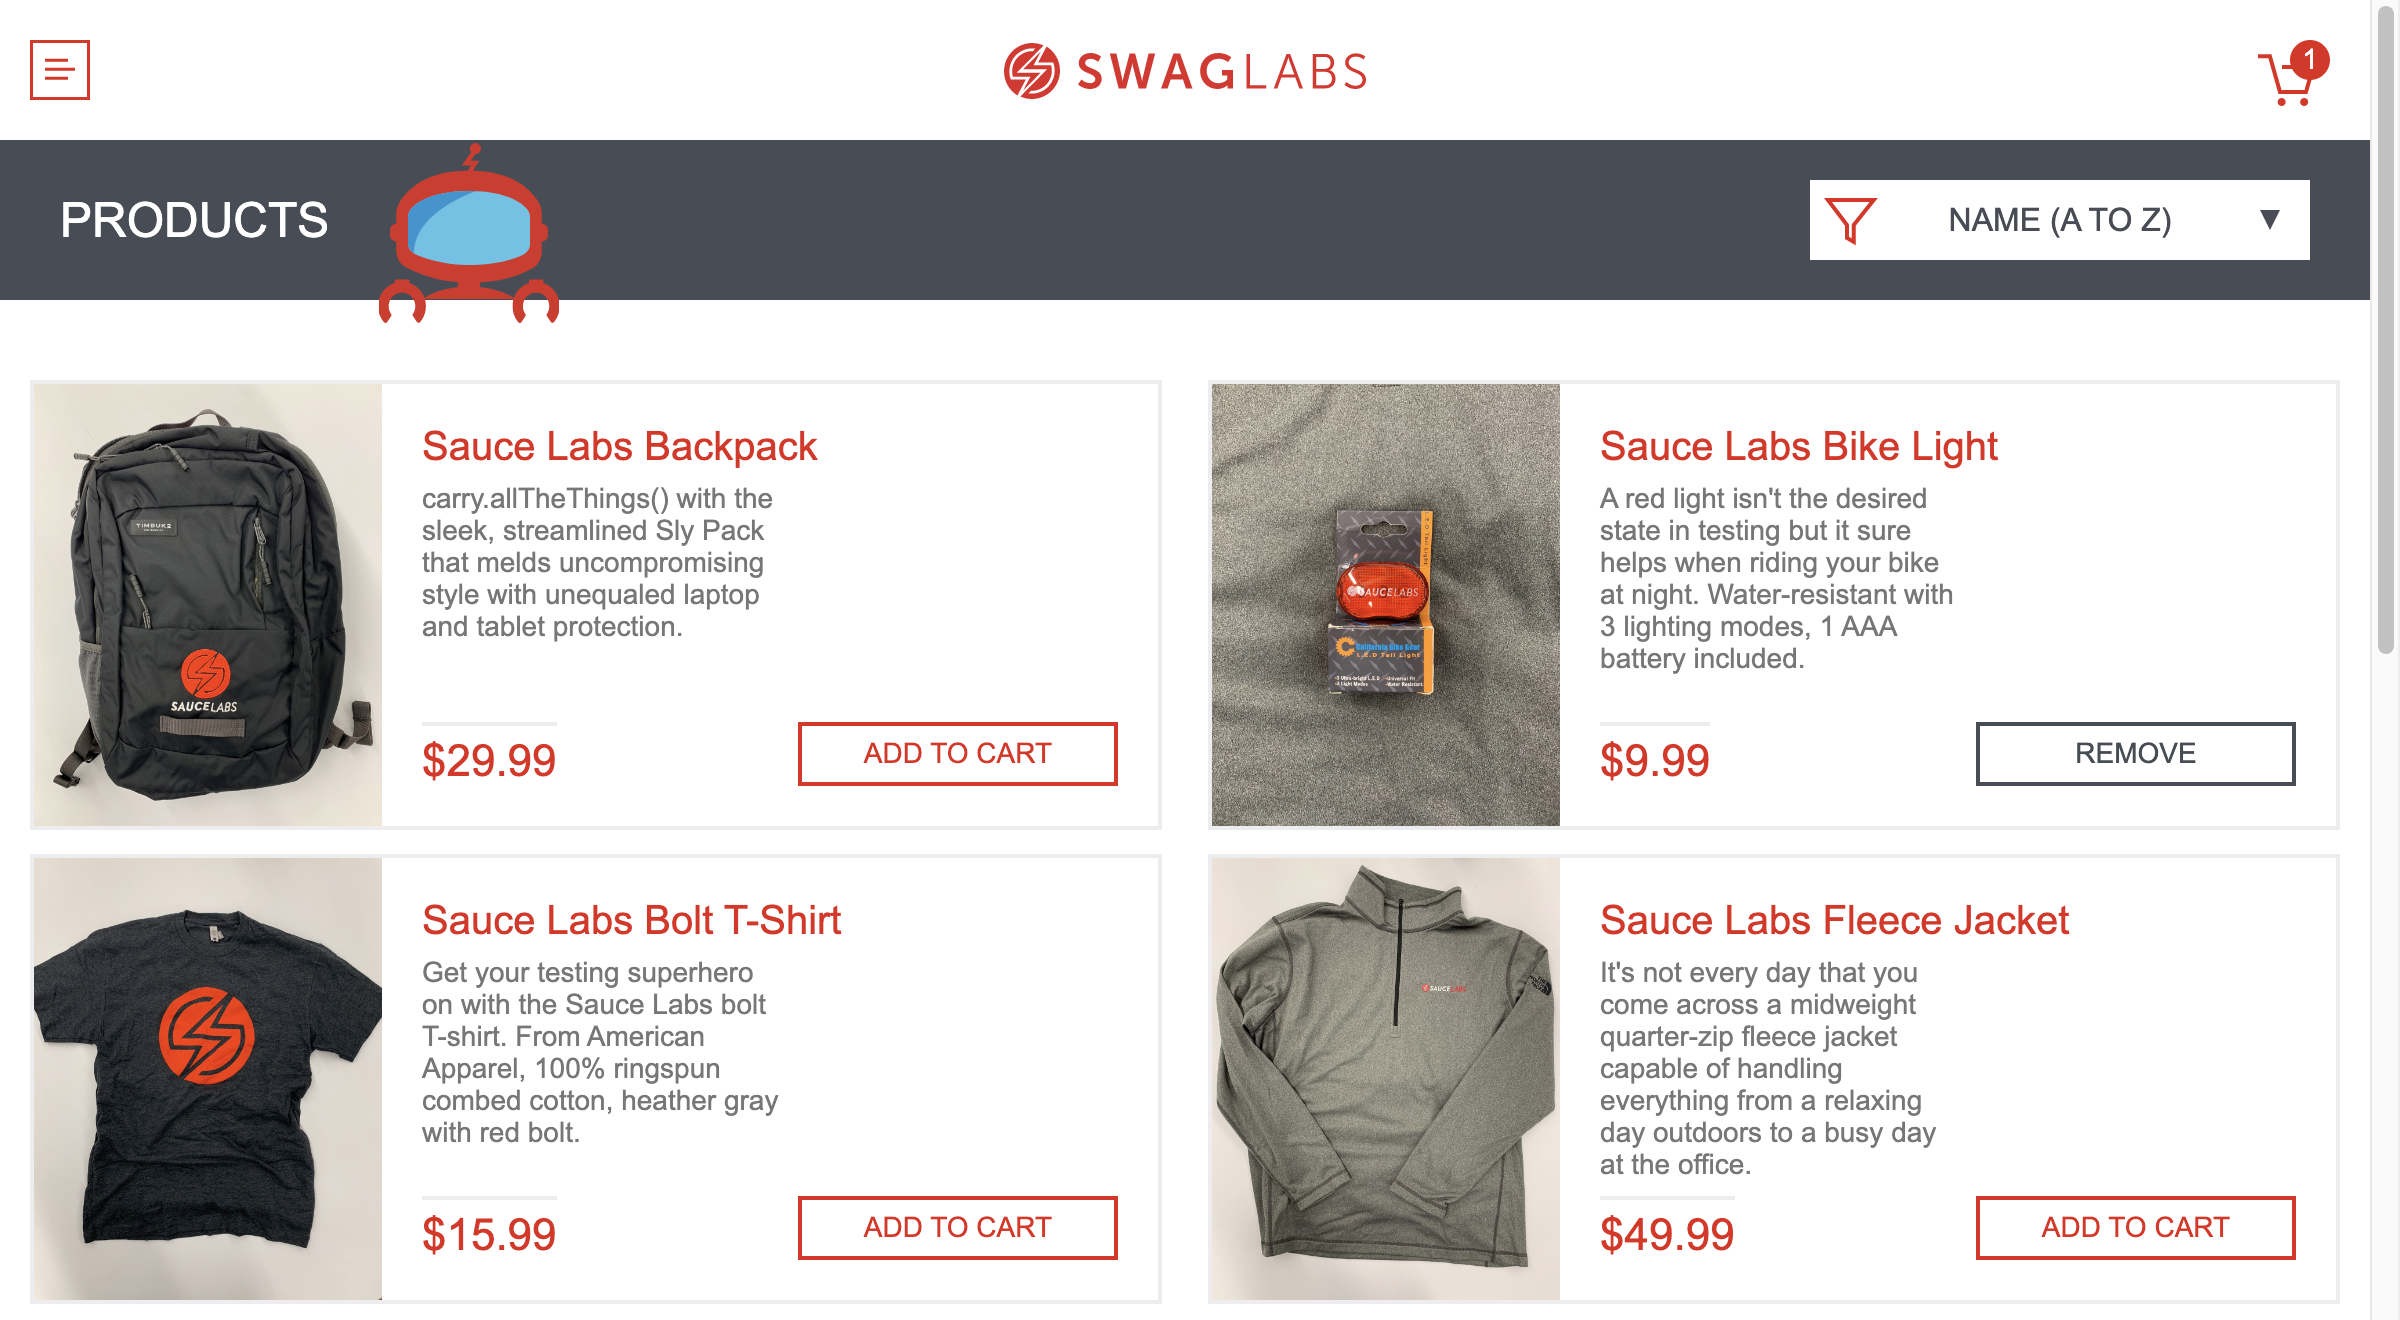 SWAGLABS
1
PRODUCTS
NAME (A TO Z)
TIMBUK2
SAUCELABS
Sauce Labs Backpack
carry.allTheThings() with the
sleek, streamlined Sly Pack
that melds uncompromising
style with unequaled laptop
and tablet protection.
$29.99
ADD TO CART
SAUCELABS
California Bike Gear
L.E.D Tail Light
Sauce Labs Bike Light
A red light isn't the desired
state in testing but it sure
helps when riding your bike
at night. Water-resistant with
3 lighting modes, 1 AAA
battery included.
$9.99
REMOVE
Sauce Labs Bolt T-Shirt
Get your testing superhero
on with the Sauce Labs bolt
T-shirt. From American
Apparel, 100% ringspun
combed cotton, heather gray
with red bolt.
$15.99
ADD TO CART
SAUCELABS
Sauce Labs Fleece Jacket
It's not every day that you
come across a midweight
quarter-zip fleece jacket
capable of handling
everything from a relaxing
day outdoors to a busy day
at the office.
$49.99
ADD TO CART